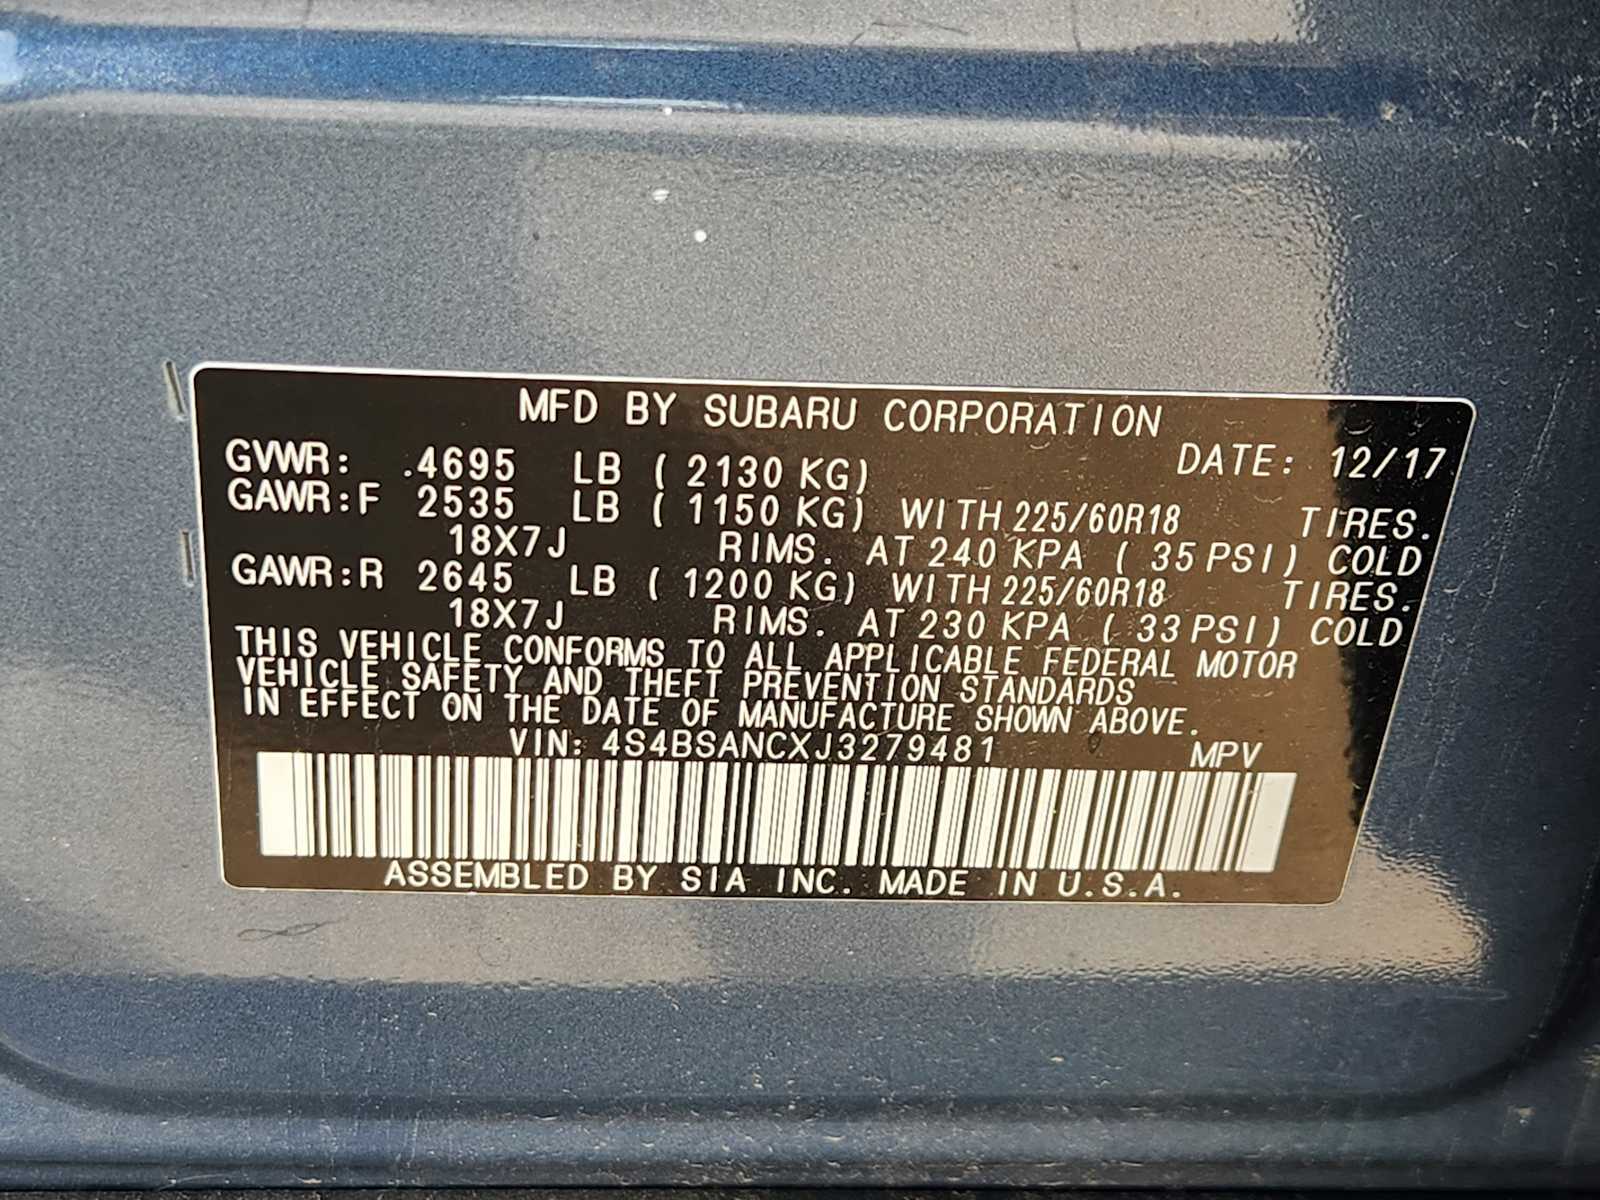 MFD BY SUBARU CORPORATION
DATE: 12/17
GVWR: .4695 LB ( 2130 KG)
GAWR:F 2535 LB ( 1150 KG) WITH 225/60R18 TIRES.
18X7J RIMS. AT 240 KPA ( 35 PSI) COLD
GAWR:R 2645 LB ( 1200 KG) WITH 225/60R18 TIRES.
18X7J RIMS. AT 230 KPA ( 33 PSI) COLD
THIS VEHICLE CONFORMS TO ALL APPLICABLE FEDERAL MOTOR
VEHICLE SAFETY AND THEFT PREVENTION STANDARDS
IN EFFECT ON THE DATE OF MANUFACTURE SHOWN ABOVE.
VIN: 4S4BSANCXJ3279481 MPV
ASSEMBLED BY SIA INC. MADE IN U.S.A.